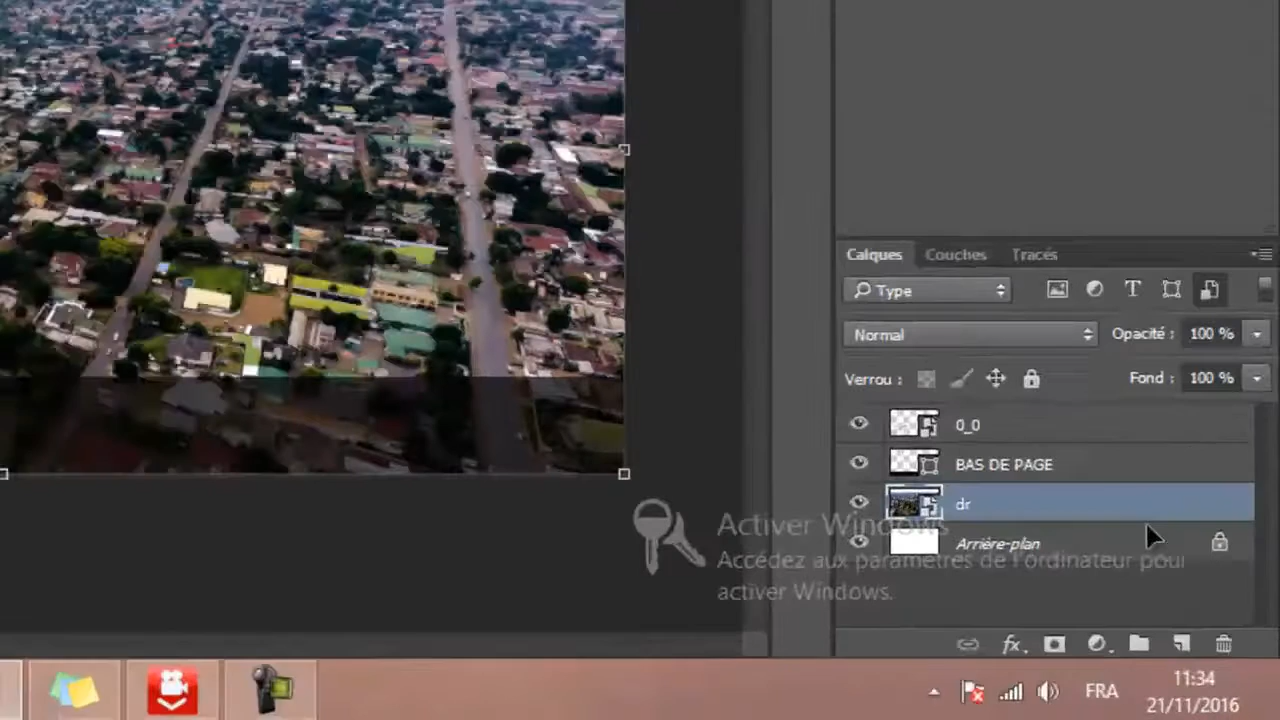 Calques Couches Tracés
Type
Normal Opacité : 100 %
Verrou : Fond : 100 %
0_0
BAS DE PAGE
dr
Arrière-plan
Activer Windows
Accédez aux paramètres de l'ordinateur pour
activer Windows.
fx
FRA
11:34
21/11/2016